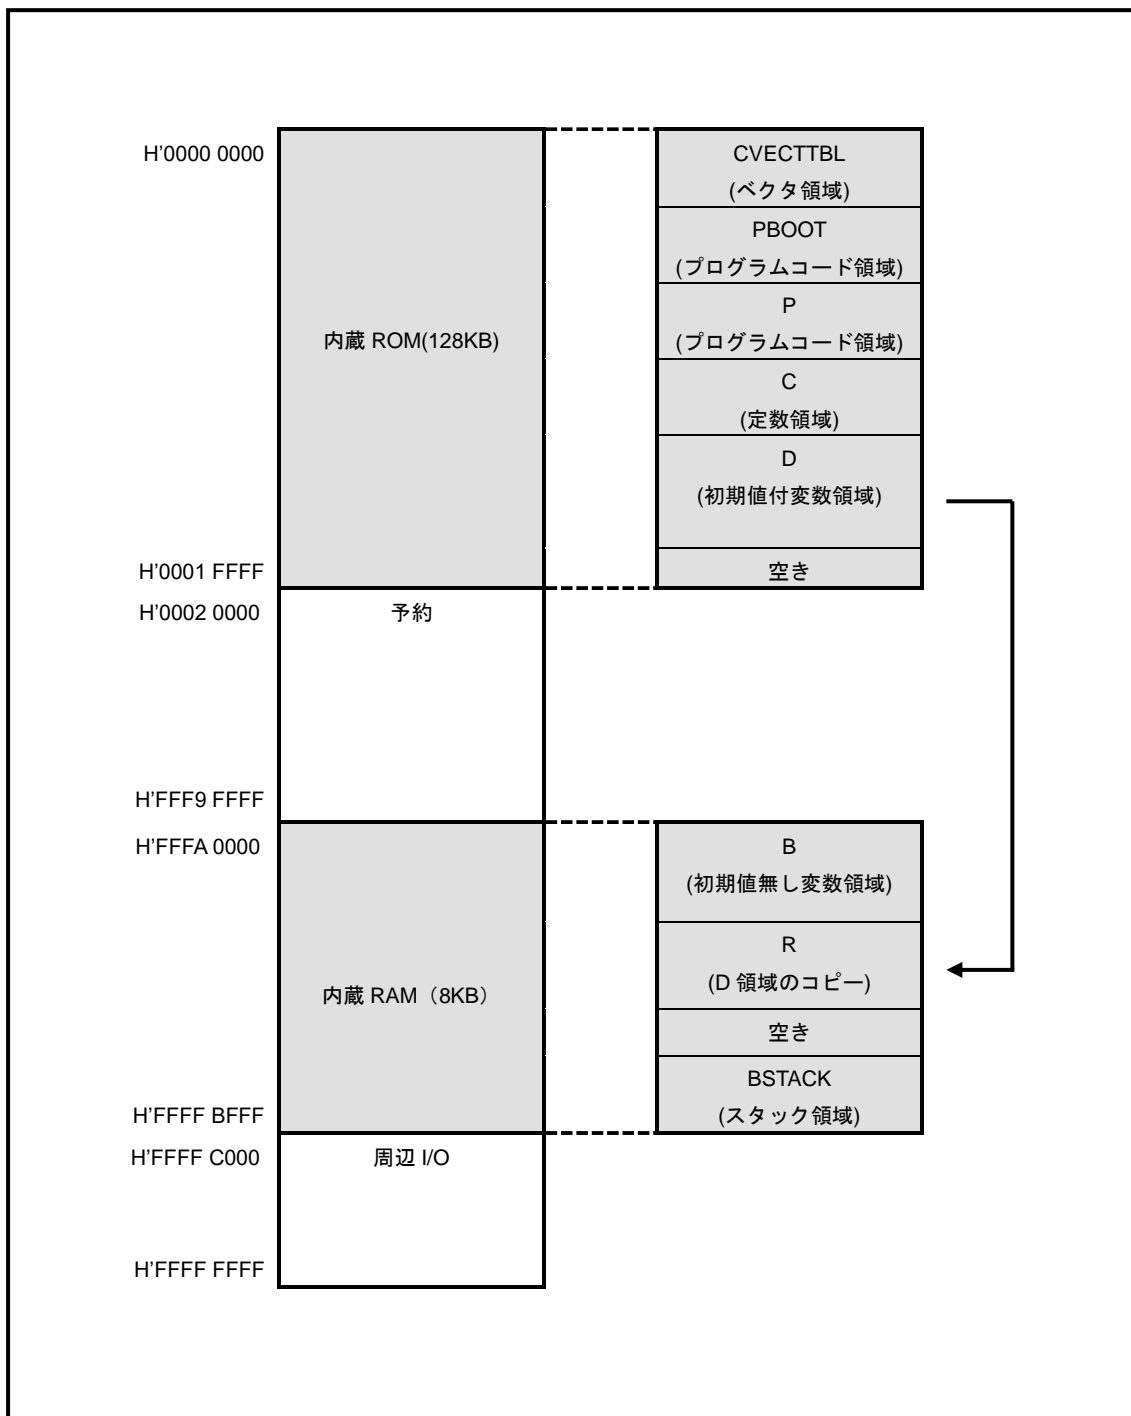 H'0000 0000
CVECTTBL
(ベクタ領域)
PBOOT
(プログラムコード領域)
P
(プログラムコード領域)
内蔵 ROM(128KB)
C
(定数領域)
D
(初期値付変数領域)
H'0001 FFFF
空き
H'0002 0000
予約
H'FFF9 FFFF
H'FFFA 0000
B
(初期値無し変数領域)
R
(D 領域のコピー)
内蔵 RAM（8KB）
空き
BSTACK
(スタック領域)
H'FFFF BFFF
H'FFFF C000
周辺 I/O
H'FFFF FFFF